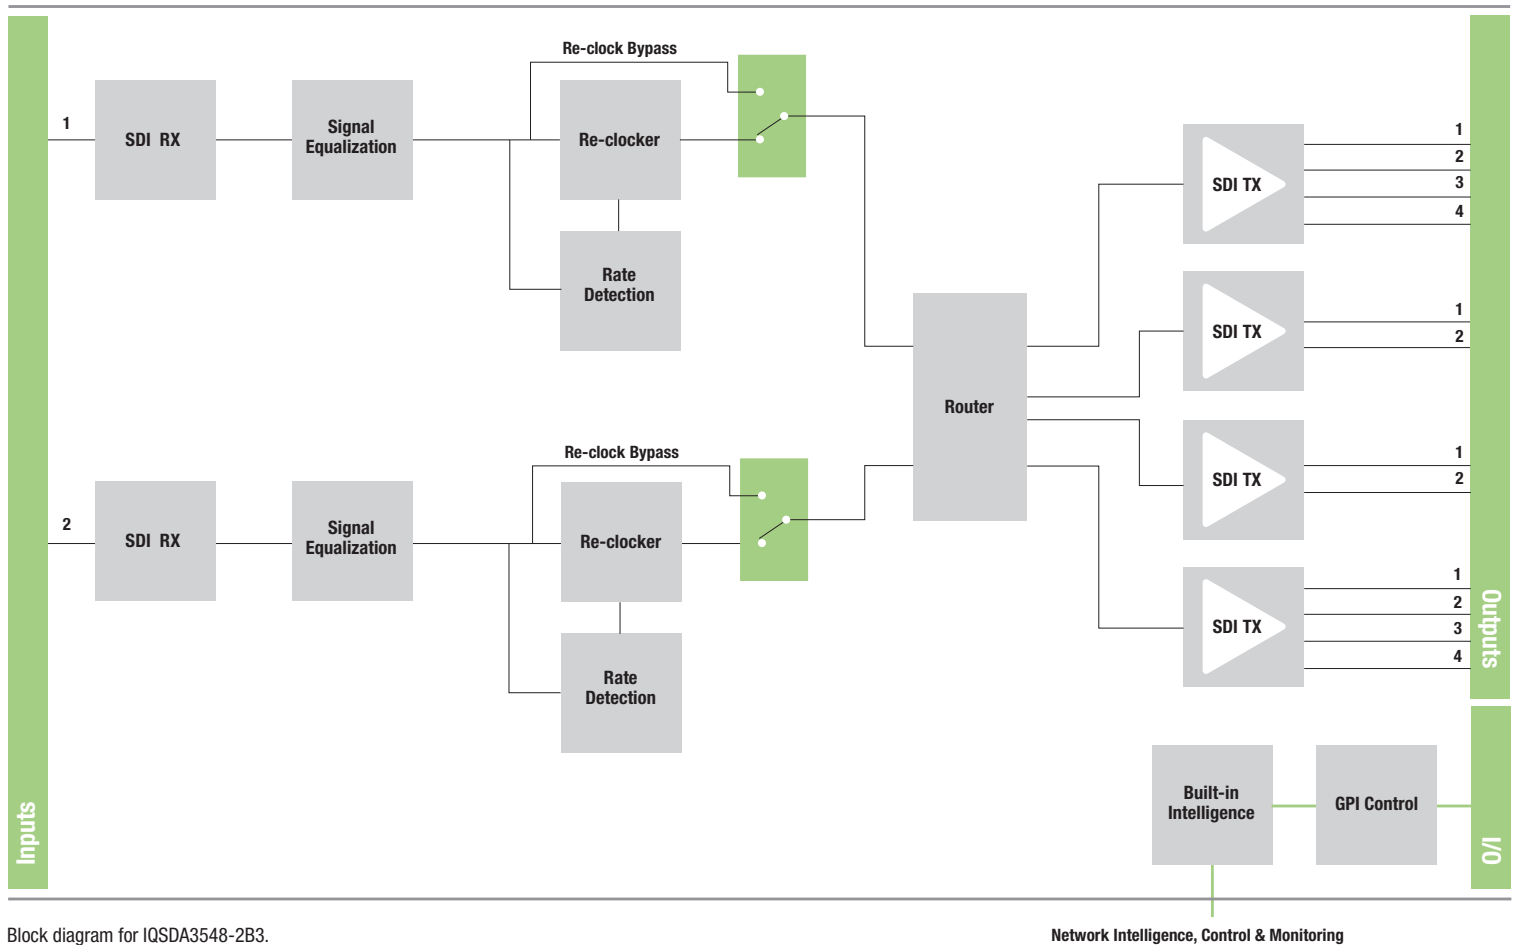 Re-clock Bypass
1
SDI RX
Signal
Equalization
Re-clocker
Rate
Detection
Re-clock Bypass
2
SDI RX
Signal
Equalization
Re-clocker
Rate
Detection
Router
SDI TX
1
2
3
4
SDI TX
1
2
SDI TX
1
2
SDI TX
1
2
3
4
Inputs
Outputs
Built-in
Intelligence
GPI Control
I/O
Block diagram for IQSDA3548-2B3.
Network Intelligence, Control & Monitoring